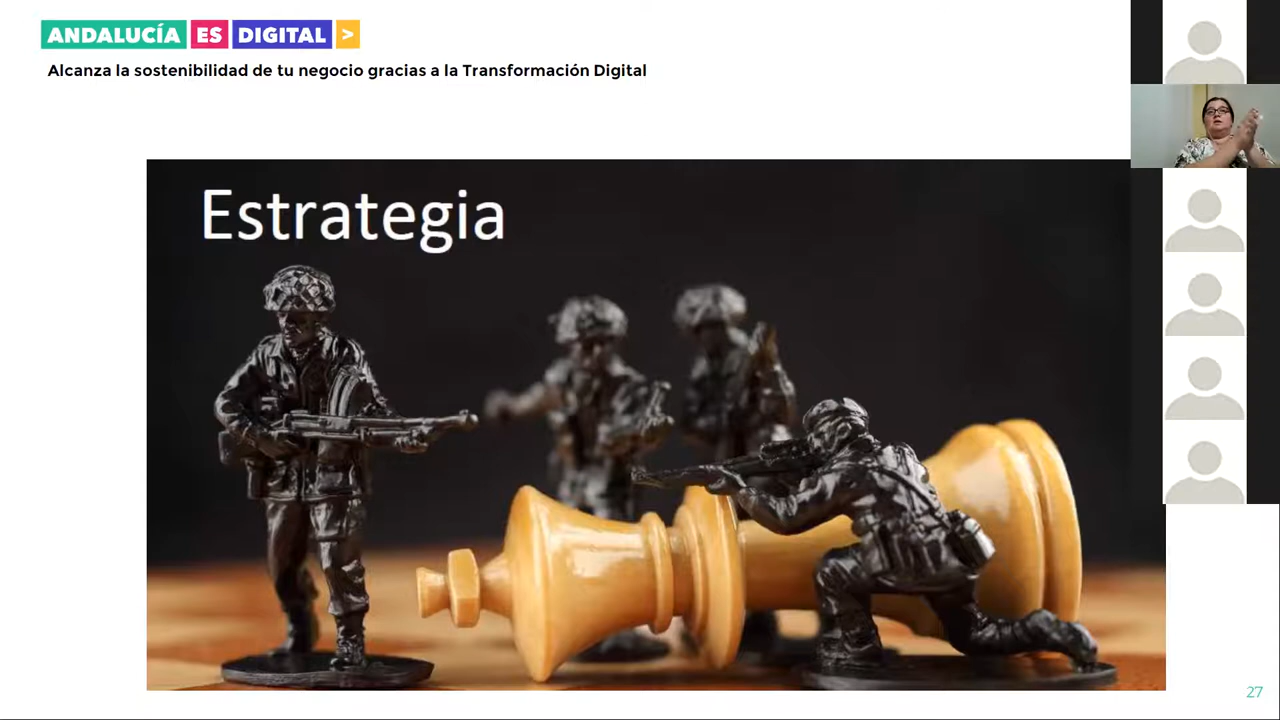 ANDALUCÍA ES DIGITAL >
Alcanza la sostenibilidad de tu negocio gracias a la Transformación Digital
Estrategia
27